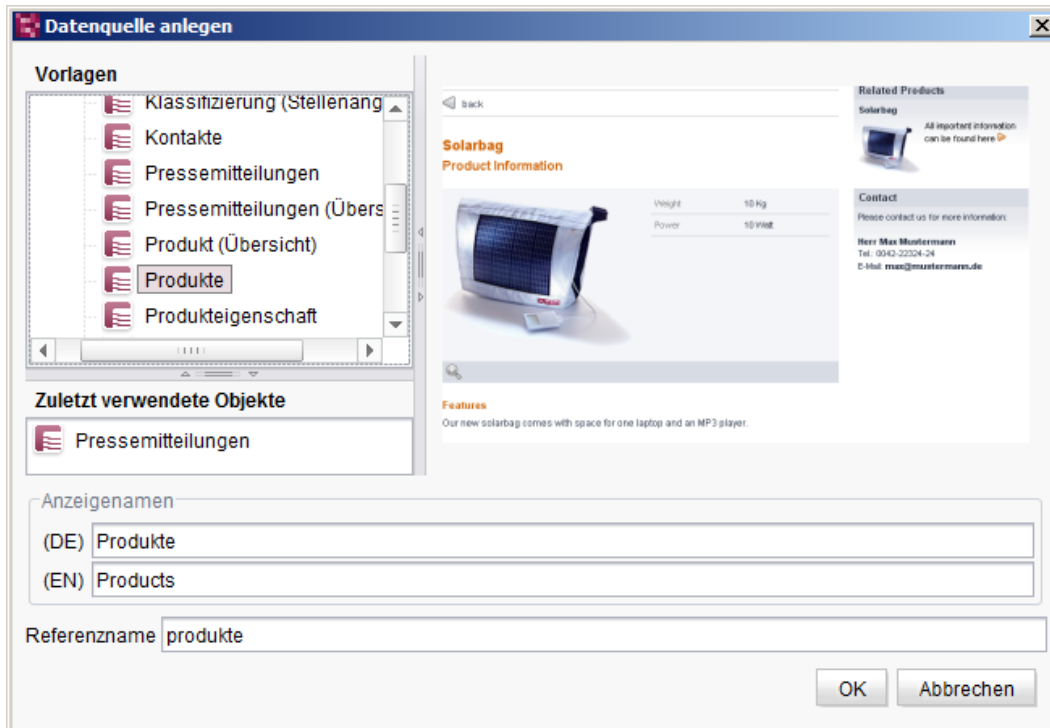 Datenquelle anlegen
Vorlagen
Klassifizierung (Stellenang
Kontakte
Pressemitteilungen
Pressemitteilungen (Übers
Produkt (Übersicht)
Produkte
Produkteigenschaft
Zuletzt verwendete Objekte
Pressemitteilungen
back
Solarbag
Product Information
Weight 10 Kg
Power 10 Watt
Features
Our new solarbag comes with space for one laptop and an MP3 player.
Related Products
Solarbag
All important information
can be found here
Contact
Please contact us for more information:
Herr Max Mustermann
Tel.: 0042-22324-24
E-Mail: max@mustermann.de
Anzeigenamen
(DE) Produkte
(EN) Products
Referenzname produkte
OK Abbrechen